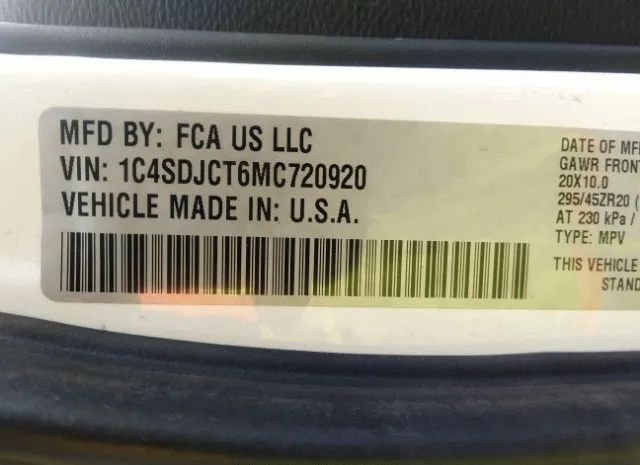 MFD BY: FCA US LLC
VIN: 1C4SDJCT6MC720920
VEHICLE MADE IN: U.S.A.
DATE OF MF
GAWR FRONT
20X10.0
295/45ZR20 (
AT 230 kPa /
TYPE: MPV
THIS VEHICLE
STAND